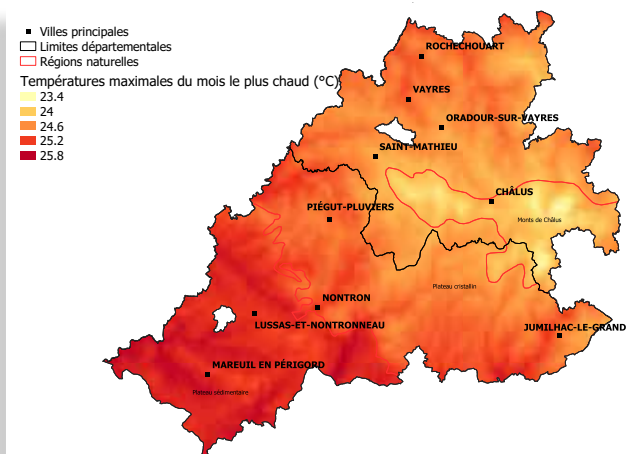 Villes principales
Limites départementales
Régions naturelles
Températures maximales du mois le plus chaud (°C)
23.4
24
24.6
25.2
25.8
ROCHECHOUART
VAYRES
ORADOUR-SUR-VAYRES
SAINT-MATHIEU
CHÂLUS
PIÉGUT-PLUVIERS
Monts de Châlus
Plateau cristallin
NONTRON
LUSSAS-ET-NONTRONNEAU
JUMILHAC-LE-GRAND
MAREUIL EN PÉRIGORD
Plateau sédimentaire